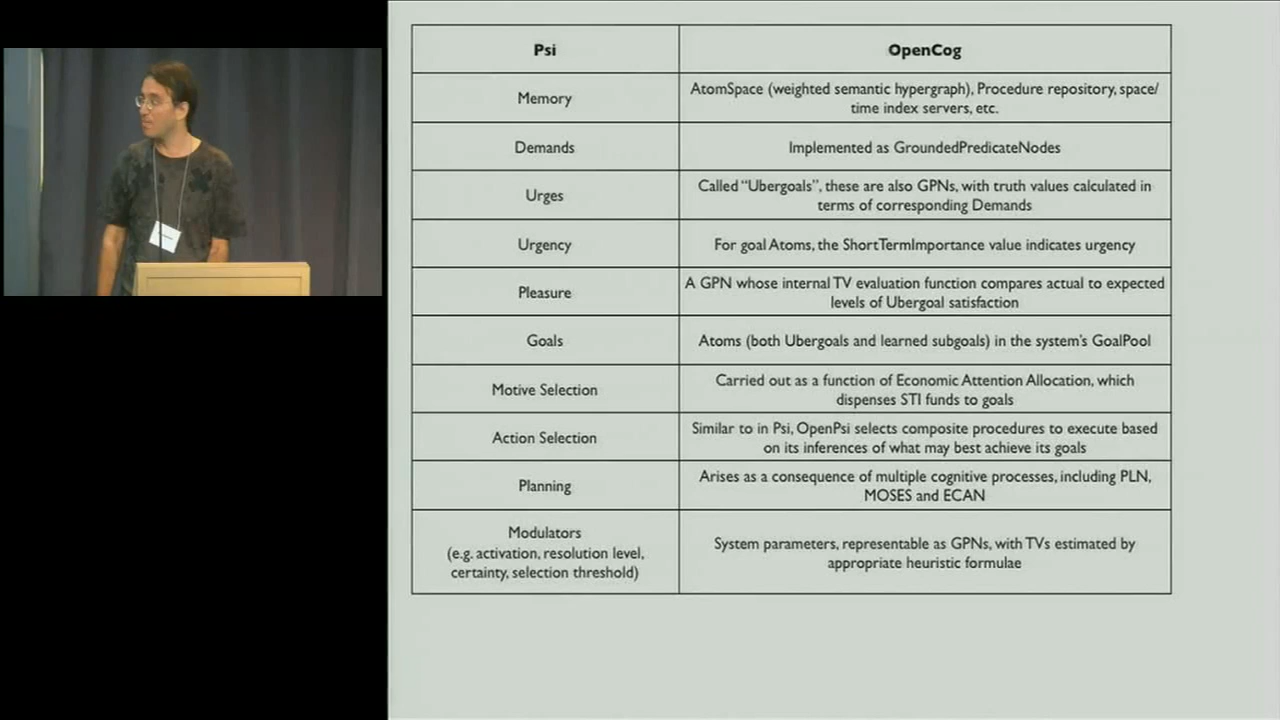 Psi
OpenCog
Memory
AtomSpace (weighted semantic hypergraph), Procedure repository, space/
time index servers, etc.
Demands
Implemented as GroundedPredicateNodes
Urges
Called “Ubergoals”, these are also GPNs, with truth values calculated in
terms of corresponding Demands
Urgency
For goal Atoms, the ShortTermImportance value indicates urgency
Pleasure
A GPN whose internal TV evaluation function compares actual to expected
levels of Ubergoal satisfaction
Goals
Atoms (both Ubergoals and learned subgoals) in the system's GoalPool
Motive Selection
Carried out as a function of Economic Attention Allocation, which
dispenses STI funds to goals
Action Selection
Similar to in Psi, OpenPsi selects composite procedures to execute based
on its inferences of what may best achieve its goals
Planning
Arises as a consequence of multiple cognitive processes, including PLN,
MOSES and ECAN
Modulators
(e.g. activation, resolution level,
certainty, selection threshold)
System parameters, representable as GPNs, with TVs estimated by
appropriate heuristic formulae